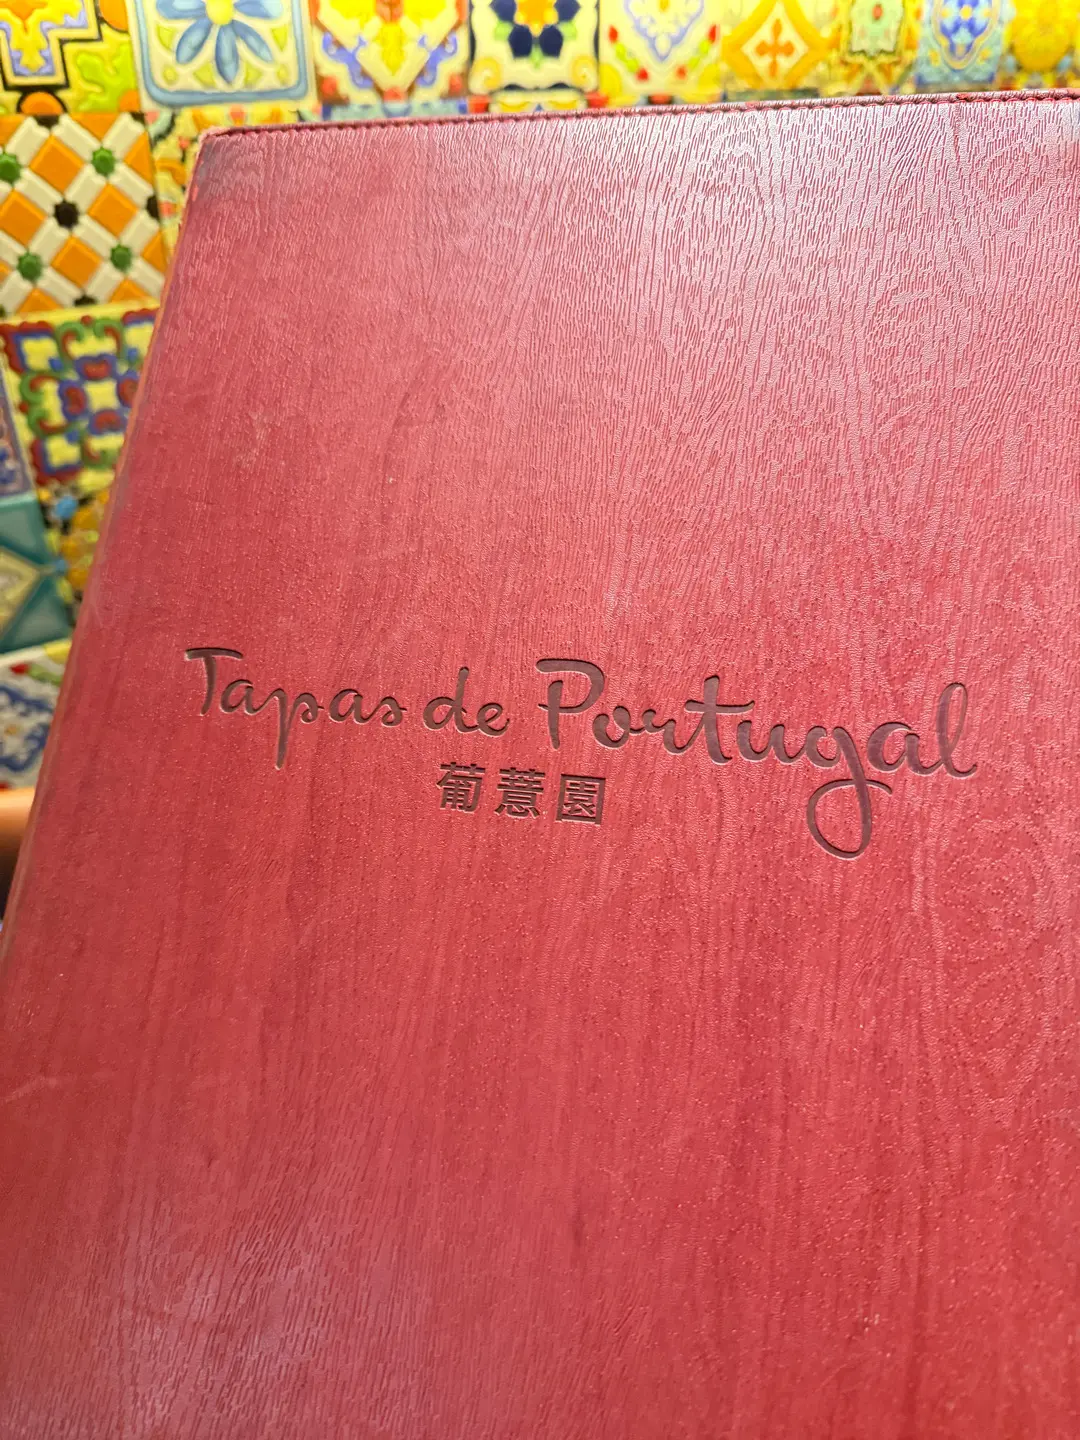 Tapas de Portugal
葡薏園